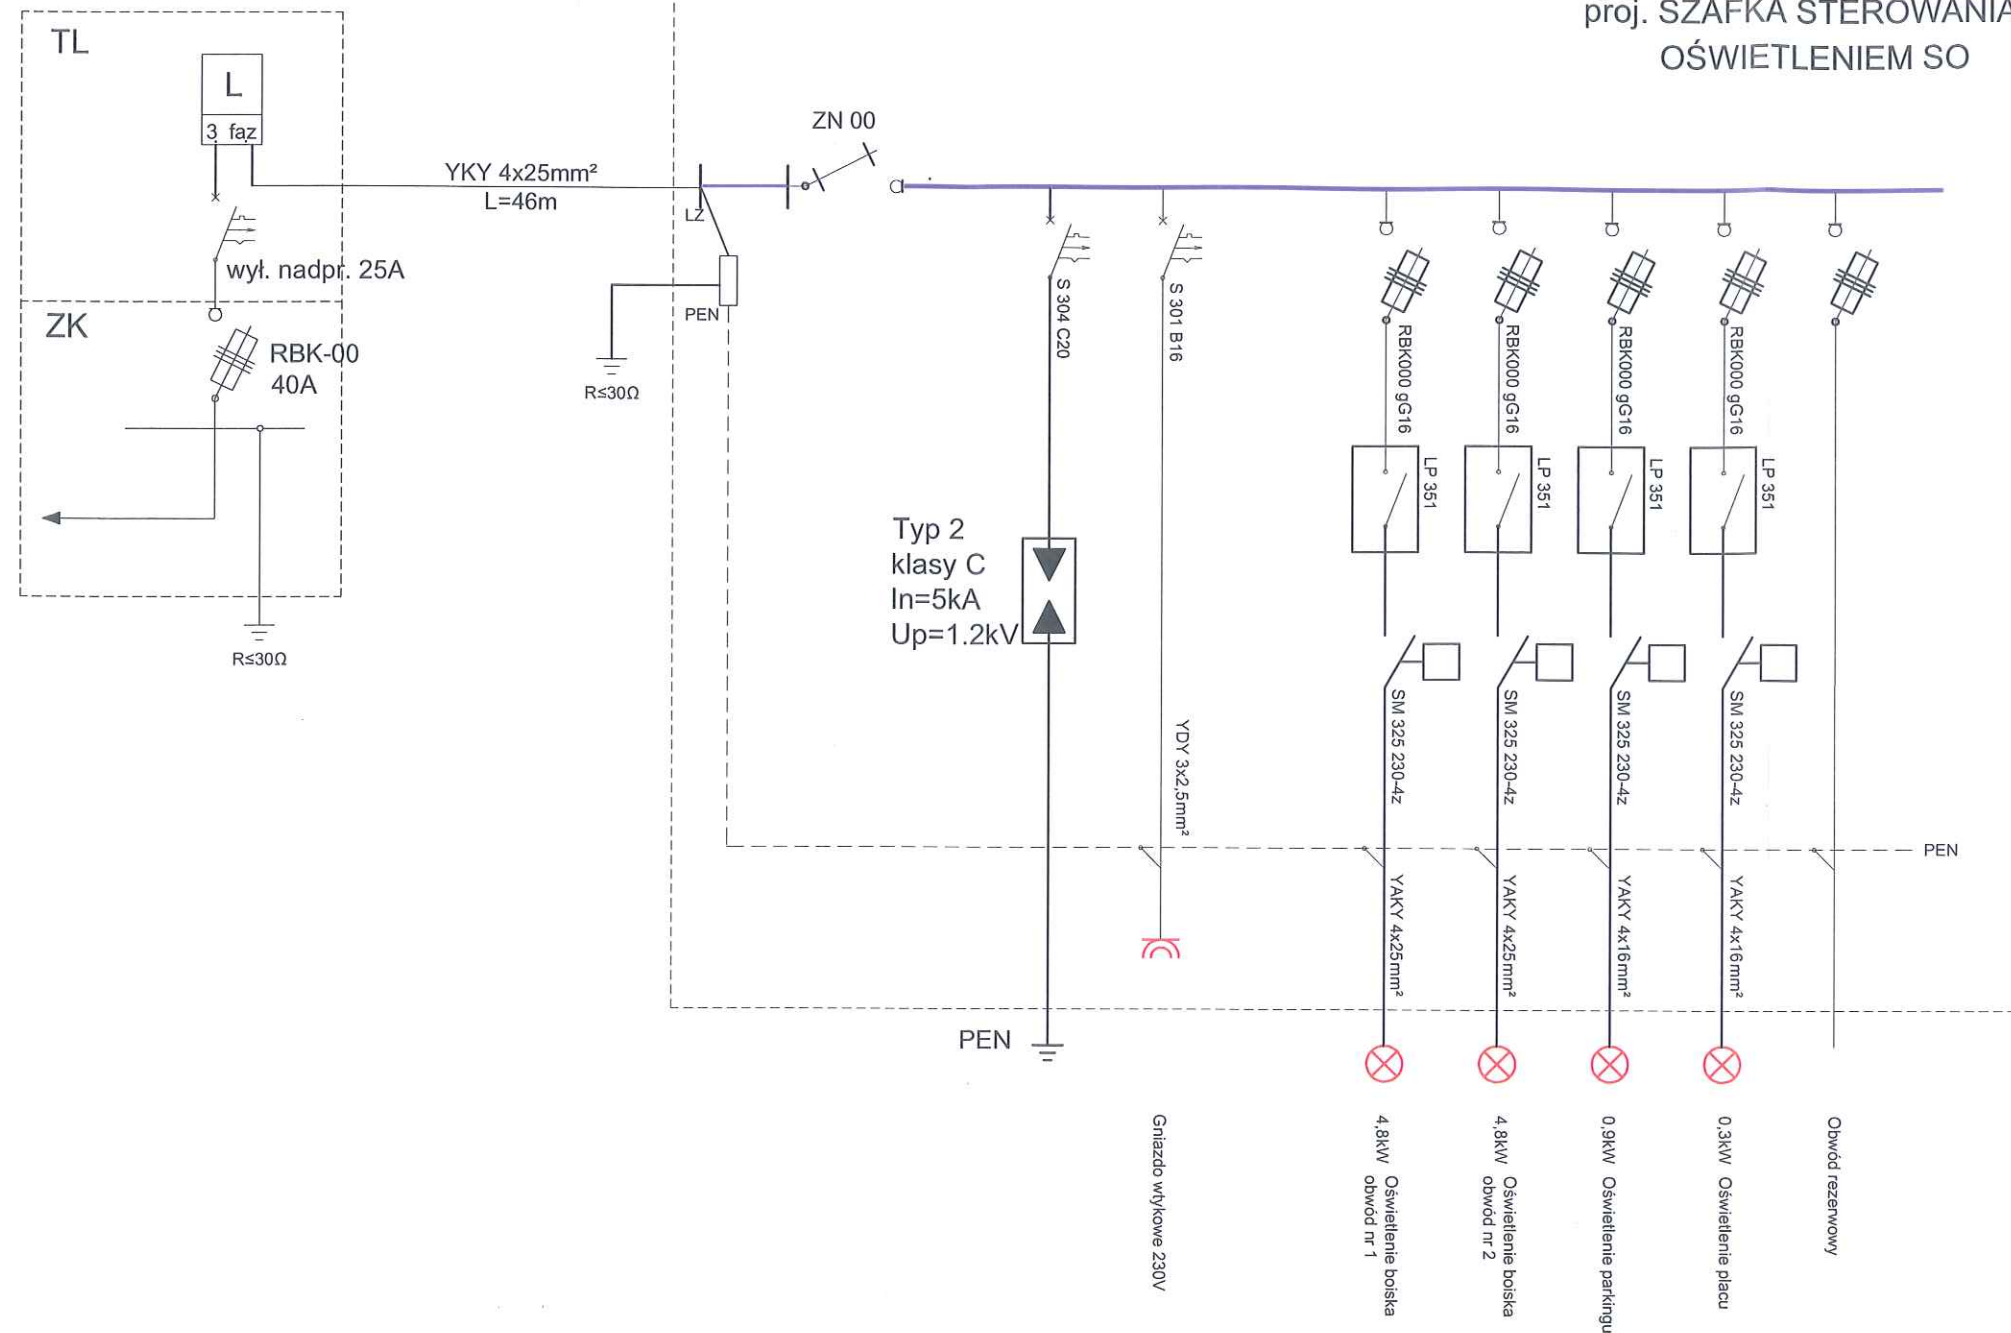 proj. SZAFKA STEROWANIA
OŚWIETLENIEM SO
TL
L
3 faz
wył. nadpr. 25A
ZK
RBK-00
40A
R≤30Ω
YKY 4x25mm²
L=46m
LZ
PEN
R≤30Ω
ZN 00
S 304 C20
S 301 B16
RBK000 gG16
RBK000 gG16
RBK000 gG16
RBK000 gG16
LP 351
LP 351
LP 351
LP 351
Typ 2
klasy C
In=5kA
Up=1.2kV
SM 325 230-4z
SM 325 230-4z
SM 325 230-4z
SM 325 230-4z
YDY 3x2,5mm²
PEN
YAKY 4x25mm²
YAKY 4x25mm²
YAKY 4x16mm²
YAKY 4x16mm²
PEN
Gniazdo wtykowe 230V
4,8kW Oświetlenie boiska
obwód nr 1
4,8kW Oświetlenie boiska
obwód nr 2
0,9kW Oświetlenie parkingu
0,3kW Oświetlenie placu
Obwód rezerwowy